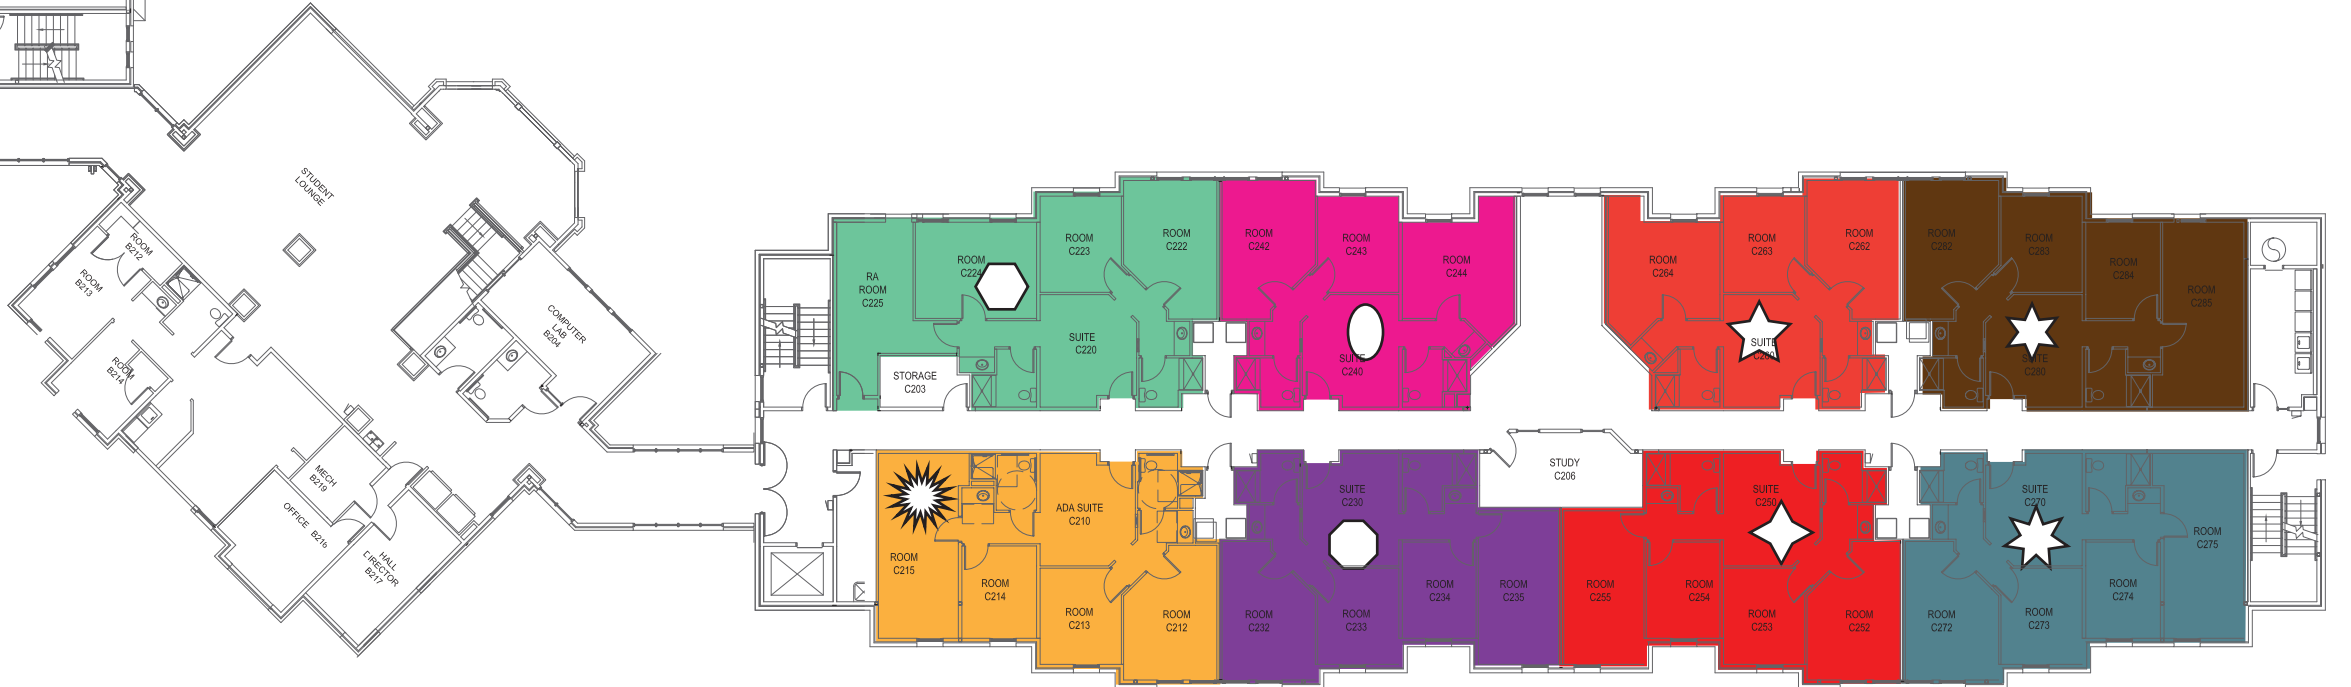 STUDENT
LOUNGE
ROOM
B212
ROOM
B213
ROOM
B214
COMPUTER
LAB
B204
MECH
B219
OFFICE
B216
HALL
DIRECTOR
B217
RA
ROOM
C225
ROOM
C224
ROOM
C223
ROOM
C222
SUITE
C220
STORAGE
C203
ROOM
C242
ROOM
C243
ROOM
C244
SUITE
C240
ROOM
C264
ROOM
C263
ROOM
C262
SUITE
C260
ROOM
C282
ROOM
C283
ROOM
C284
ROOM
C285
SUITE
C280
ROOM
C215
ROOM
C214
ADA SUITE
C210
ROOM
C213
ROOM
C212
SUITE
C230
ROOM
C232
ROOM
C233
ROOM
C234
ROOM
C235
STUDY
C206
SUITE
C250
ROOM
C255
ROOM
C254
ROOM
C253
ROOM
C252
SUITE
C270
ROOM
C272
ROOM
C273
ROOM
C274
ROOM
C275